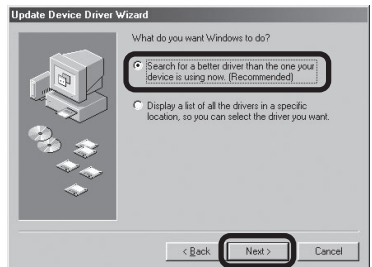 Update Device Driver Wizard
What do you want Windows to do?
Search for a better driver than the one your
device is using now. (Recommended)
Display a list of all the drivers in a specific
location, so you can select the driver you want.
< Back
Next >
Cancel